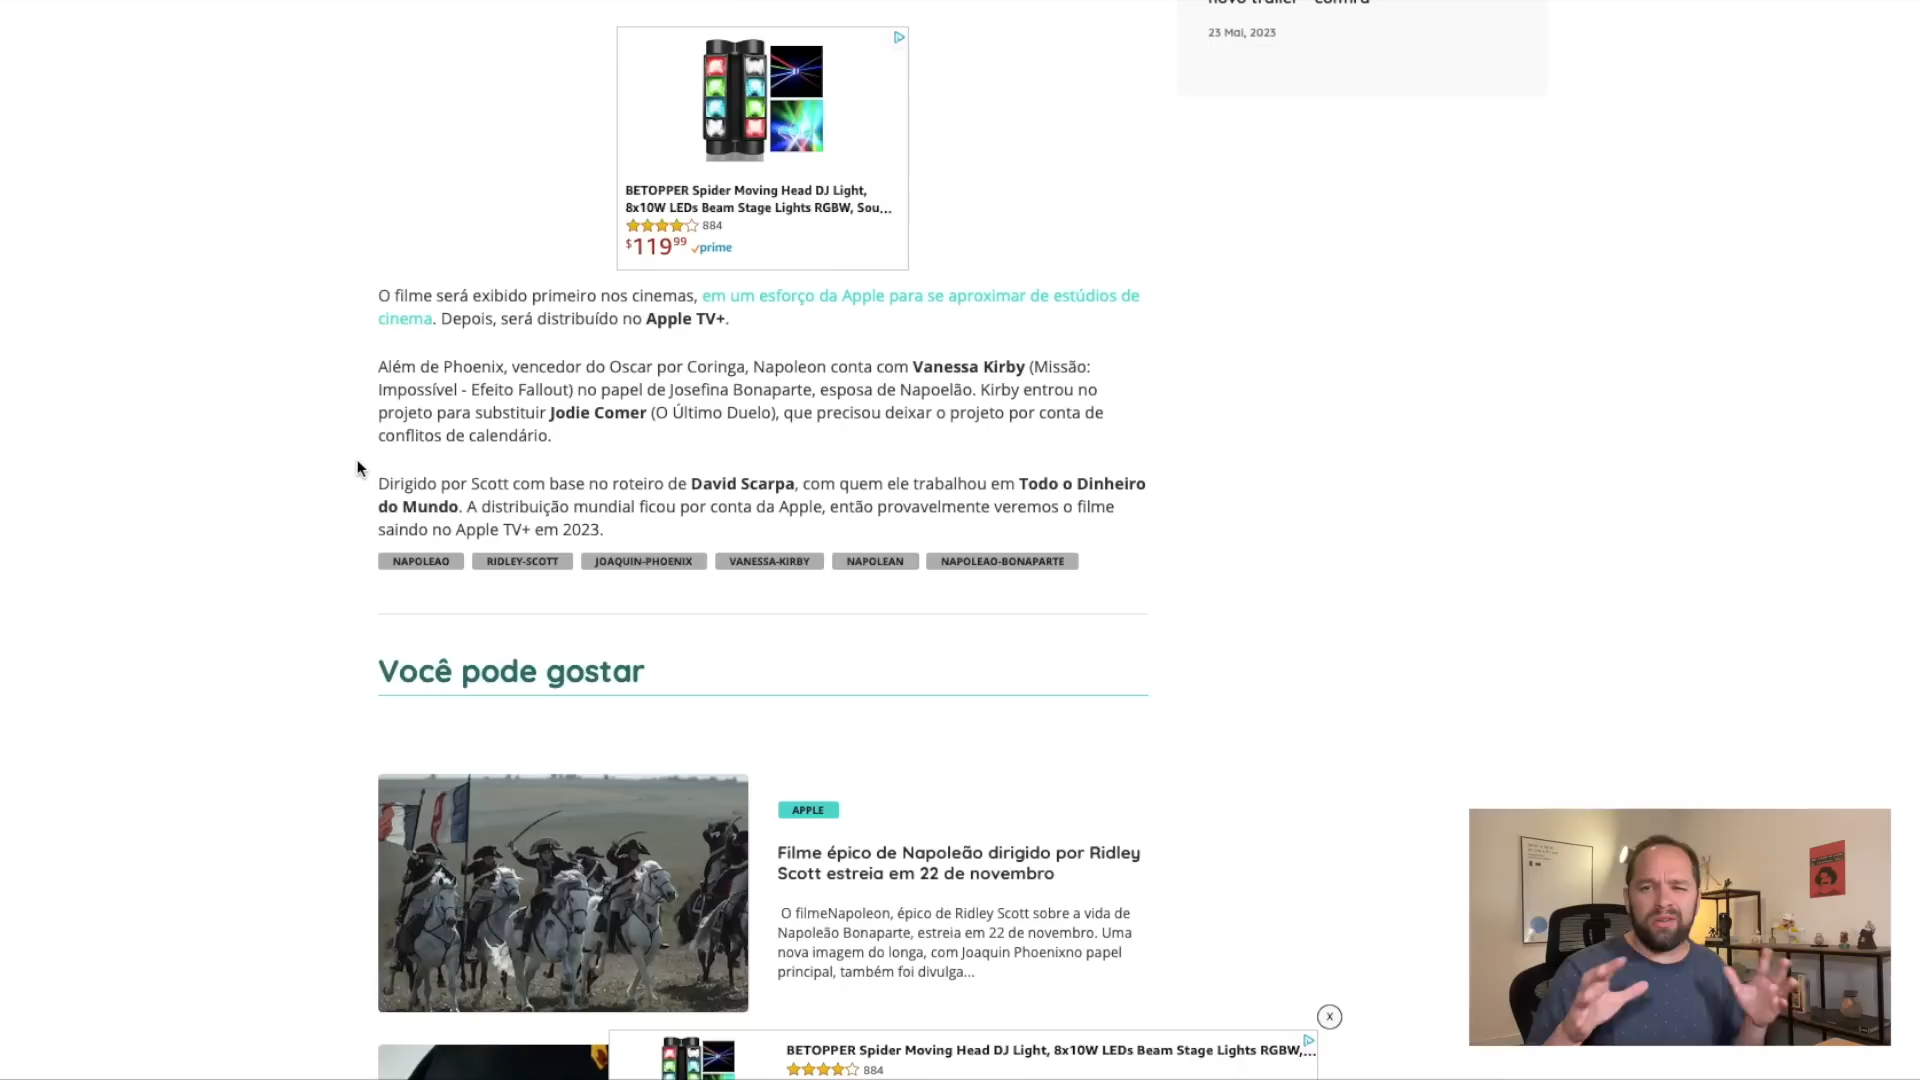 23 Mai, 2023
BETOPPER Spider Moving Head DJ Light,
8x10W LEDs Beam Stage Lights RGBW, Sou...
884
$119 99 prime
O filme será exibido primeiro nos cinemas, em um esforço da Apple para se aproximar de estúdios de
cinema. Depois, será distribuído no Apple TV+.
Além de Phoenix, vencedor do Oscar por Coringa, Napoleon conta com Vanessa Kirby (Missão:
Impossível - Efeito Fallout) no papel de Josefina Bonaparte, esposa de Napoelão. Kirby entrou no
projeto para substituir Jodie Comer (O Último Duelo), que precisou deixar o projeto por conta de
conflitos de calendário.
Dirigido por Scott com base no roteiro de David Scarpa, com quem ele trabalhou em Todo o Dinheiro
do Mundo. A distribuição mundial ficou por conta da Apple, então provavelmente veremos o filme
saindo no Apple TV+ em 2023.
NAPOLEAO RIDLEY-SCOTT JOAQUIN-PHOENIX VANESSA-KIRBY NAPOLEAN NAPOLEAO-BONAPARTE
Você pode gostar
APPLE
Filme épico de Napoleão dirigido por Ridley
Scott estreia em 22 de novembro
O filmeNapoleon, épico de Ridley Scott sobre a vida de
Napoleão Bonaparte, estreia em 22 de novembro. Uma
nova imagem do longa, com Joaquin Phoenixno papel
principal, também foi divulga...
X
BETOPPER Spider Moving Head DJ Light, 8x10W LEDs Beam Stage Lights RGBW,...
884